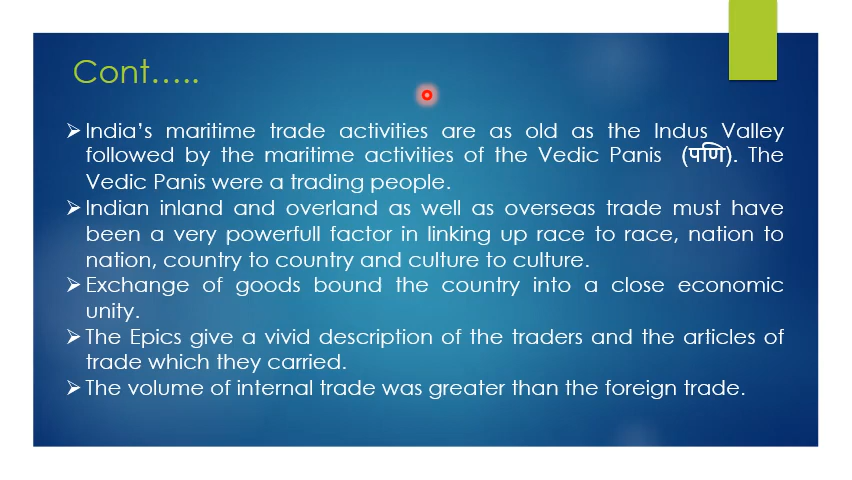 Cont.....
➢ India's maritime trade activities are as old as the Indus Valley
followed by the maritime activities of the Vedic Panis (पणि). The
Vedic Panis were a trading people.
➢ Indian inland and overland as well as overseas trade must have
been a very powerfull factor in linking up race to race, nation to
nation, country to country and culture to culture.
➢ Exchange of goods bound the country into a close economic
unity.
➢ The Epics give a vivid description of the traders and the articles of
trade which they carried.
➢ The volume of internal trade was greater than the foreign trade.